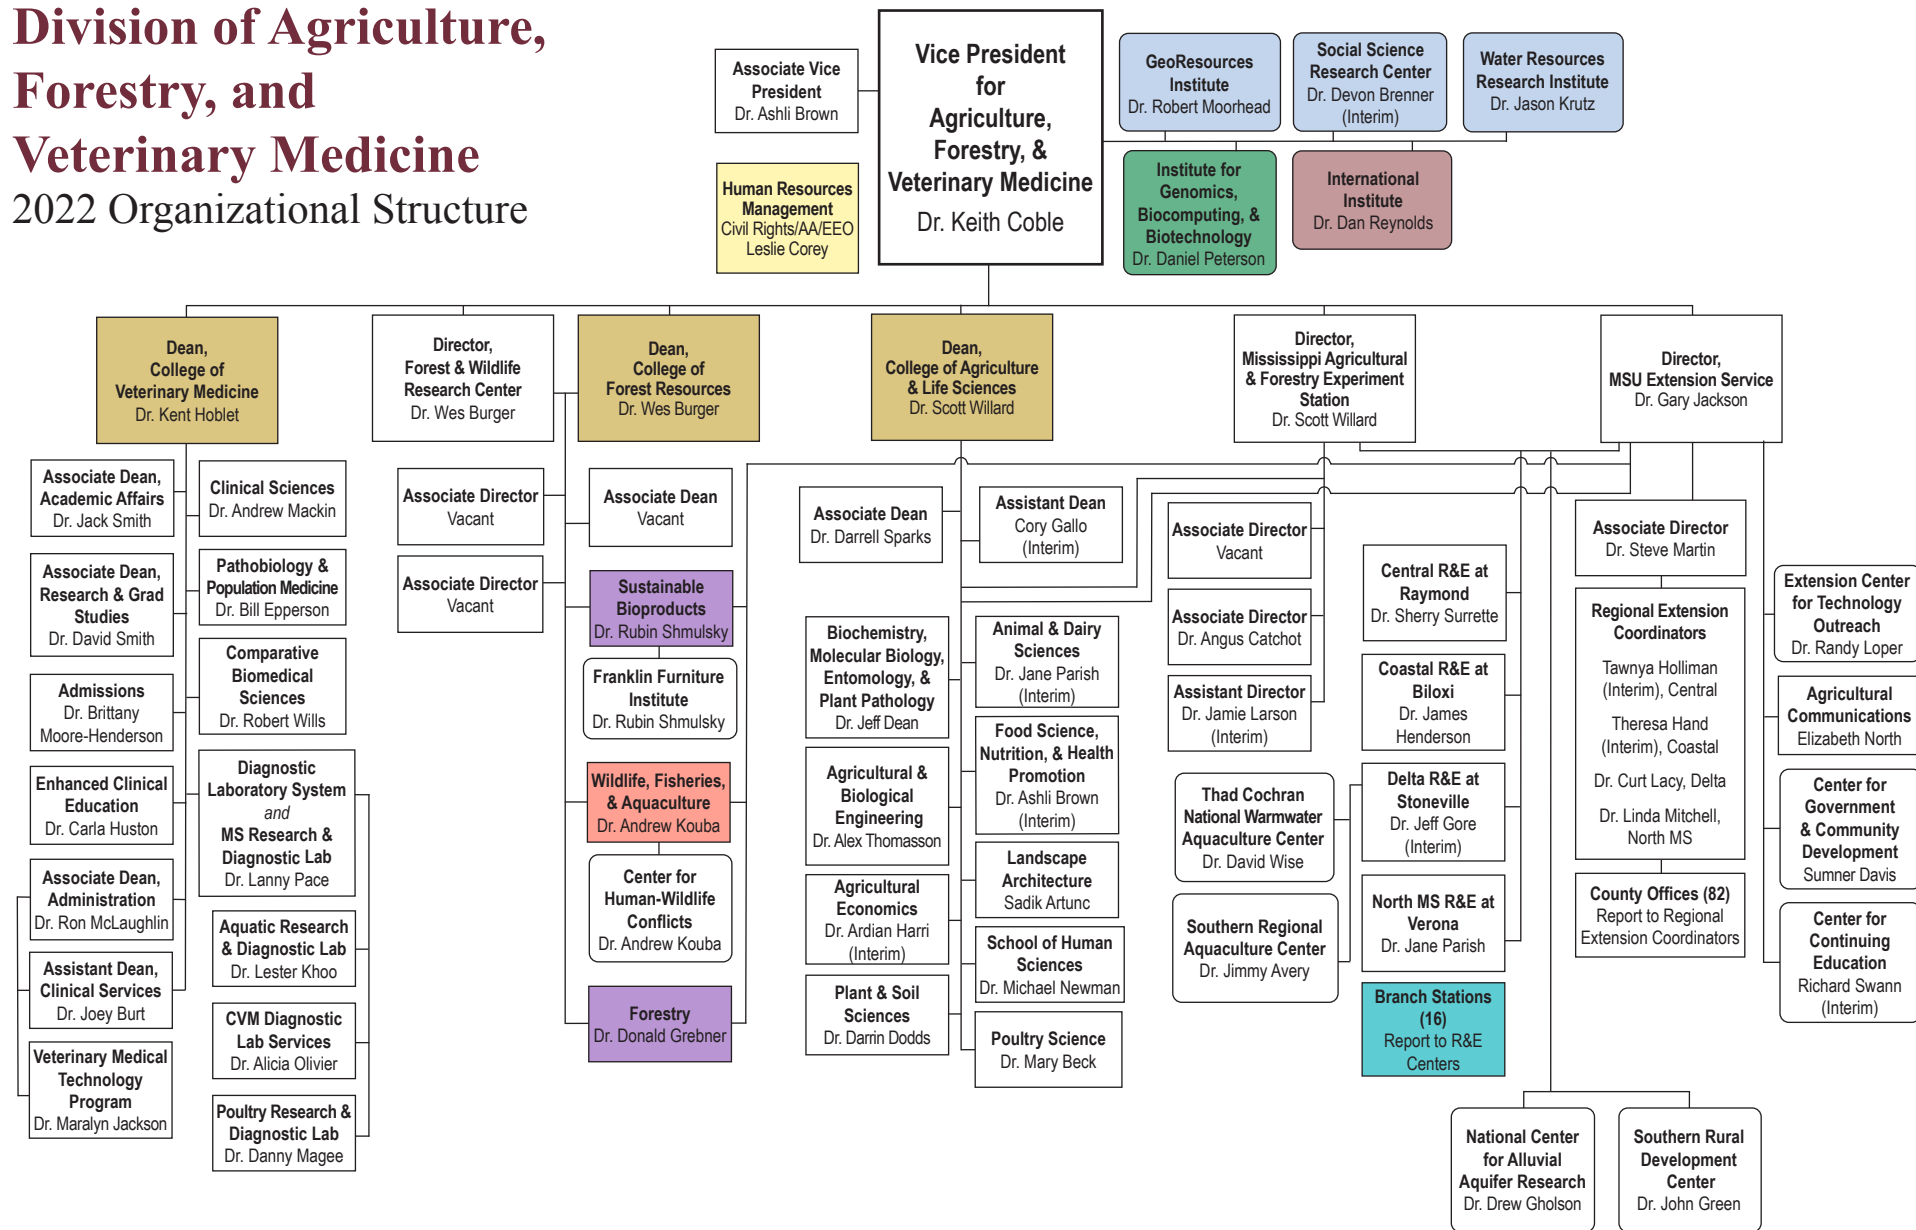 Division of Agriculture,
Forestry, and
Veterinary Medicine
2022 Organizational Structure
Associate Vice
President
Dr. Ashli Brown
Human Resources
Management
Civil Rights/AA/EEO
Leslie Corey
Vice President
for
Agriculture,
Forestry, &
Veterinary Medicine
Dr. Keith Coble
GeoResources
Institute
Dr. Robert Moorhead
Social Science
Research Center
Dr. Devon Brenner
(Interim)
Water Resources
Research Institute
Dr. Jason Krutz
Institute for
Genomics,
Biocomputing, &
Biotechnology
Dr. Daniel Peterson
International
Institute
Dr. Dan Reynolds
Dean,
College of
Veterinary Medicine
Dr. Kent Hoblet
Director,
Forest & Wildlife
Research Center
Dr. Wes Burger
Dean,
College of
Forest Resources
Dr. Wes Burger
Dean,
College of Agriculture
& Life Sciences
Dr. Scott Willard
Director,
Mississippi Agricultural
& Forestry Experiment
Station
Dr. Scott Willard
Director,
MSU Extension Service
Dr. Gary Jackson
Associate Dean,
Academic Affairs
Dr. Jack Smith
Associate Dean,
Research & Grad
Studies
Dr. David Smith
Admissions
Dr. Brittany
Moore-Henderson
Enhanced Clinical
Education
Dr. Carla Huston
Associate Dean,
Administration
Dr. Ron McLaughlin
Assistant Dean,
Clinical Services
Dr. Joey Burt
Veterinary Medical
Technology
Program
Dr. Maralyn Jackson
Clinical Sciences
Dr. Andrew Mackin
Pathobiology &
Population Medicine
Dr. Bill Epperson
Comparative
Biomedical
Sciences
Dr. Robert Wills
Diagnostic
Laboratory System
and
MS Research &
Diagnostic Lab
Dr. Lanny Pace
Aquatic Research
& Diagnostic Lab
Dr. Lester Khoo
CVM Diagnostic
Lab Services
Dr. Alicia Olivier
Poultry Research &
Diagnostic Lab
Dr. Danny Magee
Associate Director
Vacant
Associate Director
Vacant
Associate Dean
Vacant
Sustainable
Bioproducts
Dr. Rubin Shmulsky
Franklin Furniture
Institute
Dr. Rubin Shmulsky
Wildlife, Fisheries,
& Aquaculture
Dr. Andrew Kouba
Center for
Human-Wildlife
Conflicts
Dr. Andrew Kouba
Forestry
Dr. Donald Grebner
Associate Dean
Dr. Darrell Sparks
Assistant Dean
Cory Gallo
(Interim)
Biochemistry,
Molecular Biology,
Entomology, &
Plant Pathology
Dr. Jeff Dean
Agricultural &
Biological
Engineering
Dr. Alex Thomasson
Agricultural
Economics
Dr. Ardian Harri
(Interim)
Plant & Soil
Sciences
Dr. Darrin Dodds
Animal & Dairy
Sciences
Dr. Jane Parish
(Interim)
Food Science,
Nutrition, & Health
Promotion
Dr. Ashli Brown
(Interim)
Landscape
Architecture
Sadik Artunc
School of Human
Sciences
Dr. Michael Newman
Poultry Science
Dr. Mary Beck
Associate Director
Vacant
Associate Director
Dr. Angus Catchot
Assistant Director
Dr. Jamie Larson
(Interim)
Thad Cochran
National Warmwater
Aquaculture Center
Dr. David Wise
Southern Regional
Aquaculture Center
Dr. Jimmy Avery
Central R&E at
Raymond
Dr. Sherry Surrette
Coastal R&E at
Biloxi
Dr. James
Henderson
Delta R&E at
Stoneville
Dr. Jeff Gore
(Interim)
North MS R&E at
Verona
Dr. Jane Parish
Branch Stations
(16)
Report to R&E
Centers
Associate Director
Dr. Steve Martin
Regional Extension
Coordinators
Tawnya Holliman
(Interim), Central
Theresa Hand
(Interim), Coastal
Dr. Curt Lacy, Delta
Dr. Linda Mitchell,
North MS
County Offices (82)
Report to Regional
Extension Coordinators
Extension Center
for Technology
Outreach
Dr. Randy Loper
Agricultural
Communications
Elizabeth North
Center for
Government
& Community
Development
Sumner Davis
Center for
Continuing
Education
Richard Swann
(Interim)
National Center
for Alluvial
Aquifer Research
Dr. Drew Gholson
Southern Rural
Development
Center
Dr. John Green